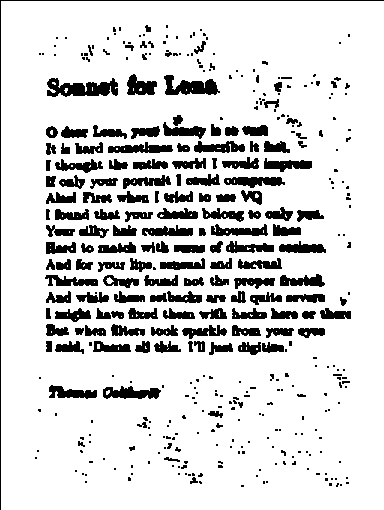 Sonnet for Lena
O dear Lena, your beauty is so vast
It is hard sometimes to describe it fast.
I thought the entire world I would impress
If only your portrait I could compress.
Alas! First when I tried to use VQ
I found that your cheeks belong to only you.
Your silky hair contains a thousand lines
Hard to match with sums of discrete cosines.
And for your lips, sensual and tactual
Thirteen Crays found not the proper fractal.
And while these setbacks are all quite severe
I might have fixed them with hacks here or there
But when filters took sparkle from your eyes
I said, 'Damn all this. I'll just digitize.'
Thomas Colthurst